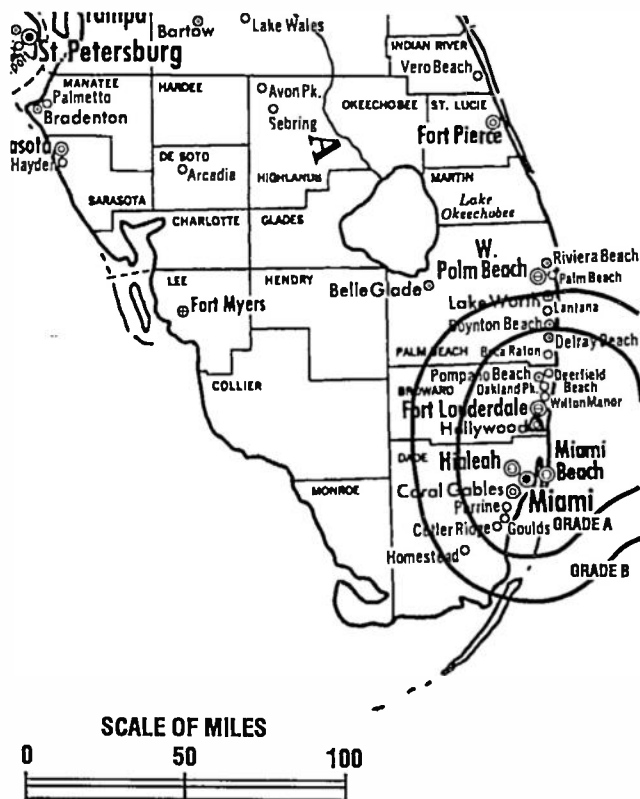 Tampa
St. Petersburg
Bartow
Lake Wales
INDIAN RIVER
Vero Beach
MANATEE
Palmetto
Bradenton
HARDEE
Avon Pk.
Sebring
OKEECHOBEE
ST. LUCIE
Fort Pierce
asota
Hayden
DE SOTO
Arcadia
A
HIGHLANDS
MARTIN
SARASOTA
CHARLOTTE
GLADES
Lake
Okeechobee
W.
Palm Beach
Riviera Beach
Palm Beach
LEE
HENDRY
Belle Glade
Fort Myers
Lake Worth
Lantana
Boynton Beach
Delray Beach
PALM BEACH
Boca Raton
COLLIER
Pompano Beach
Deerfield
Beach
BROWARD
Oakland Pk.
Wilton Manor
Fort Lauderdale
Hollywood
DADE
Hialeah
Miami
Beach
MONROE
Coral Gables
Miami
Perrine
Cutler Ridge
Goulds
GRADE A
Homestead
GRADE B
SCALE OF MILES
0 50 100